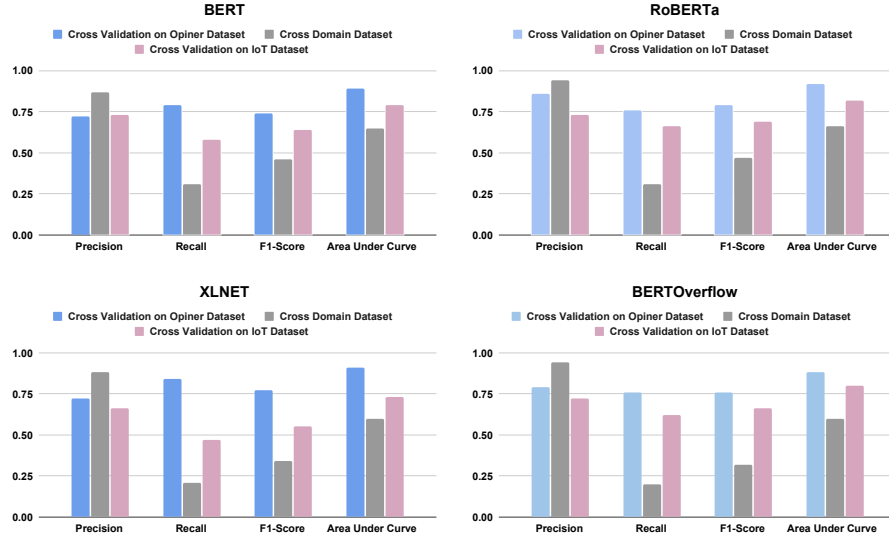 BERT
Cross Validation on Opiner Dataset Cross Domain Dataset
Cross Validation on IoT Dataset
1.00
0.75
0.50
0.25
0.00
Precision Recall F1-Score Area Under Curve
RoBERTa
Cross Validation on Opiner Dataset Cross Domain Dataset
Cross Validation on IoT Dataset
1.00
0.75
0.50
0.25
0.00
Precision Recall F1-Score Area Under Curve
XLNET
Cross Validation on Opiner Dataset Cross Domain Dataset
Cross Validation on IoT Dataset
1.00
0.75
0.50
0.25
0.00
Precision Recall F1-Score Area Under Curve
BERTOverflow
Cross Validation on Opiner Dataset Cross Domain Dataset
Cross Validation on IoT Dataset
1.00
0.75
0.50
0.25
0.00
Precision Recall F1-Score Area Under Curve